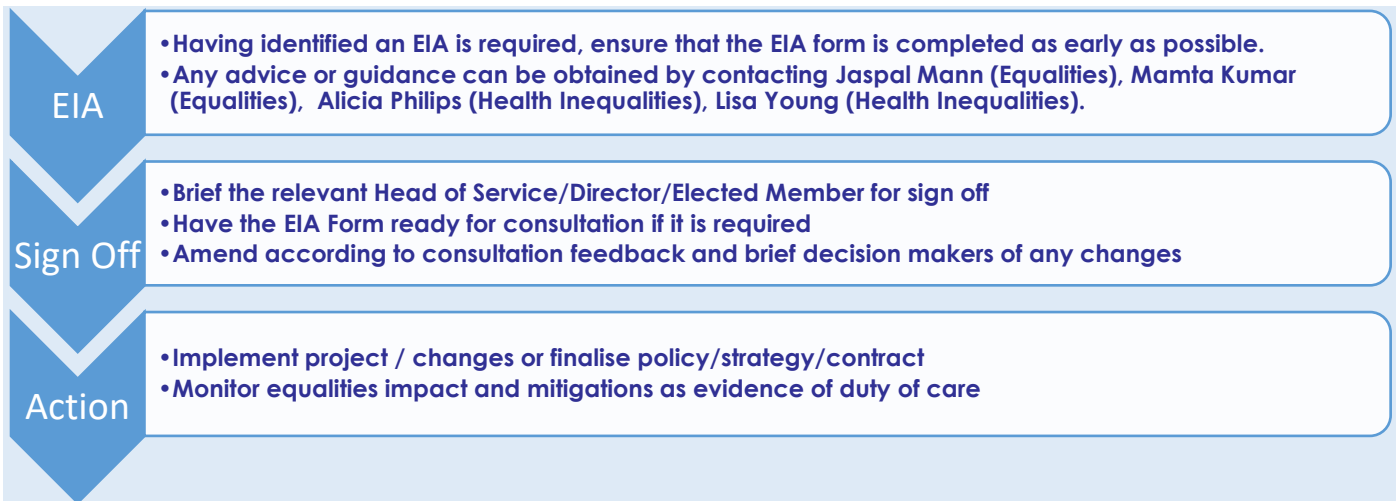 EIA
•Having identified an EIA is required, ensure that the EIA form is completed as early as possible.
•Any advice or guidance can be obtained by contacting Jaspal Mann (Equalities), Mamta Kumar
(Equalities), Alicia Philips (Health Inequalities), Lisa Young (Health Inequalities).
Sign Off
•Brief the relevant Head of Service/Director/Elected Member for sign off
•Have the EIA Form ready for consultation if it is required
•Amend according to consultation feedback and brief decision makers of any changes
Action
•Implement project / changes or finalise policy/strategy/contract
•Monitor equalities impact and mitigations as evidence of duty of care